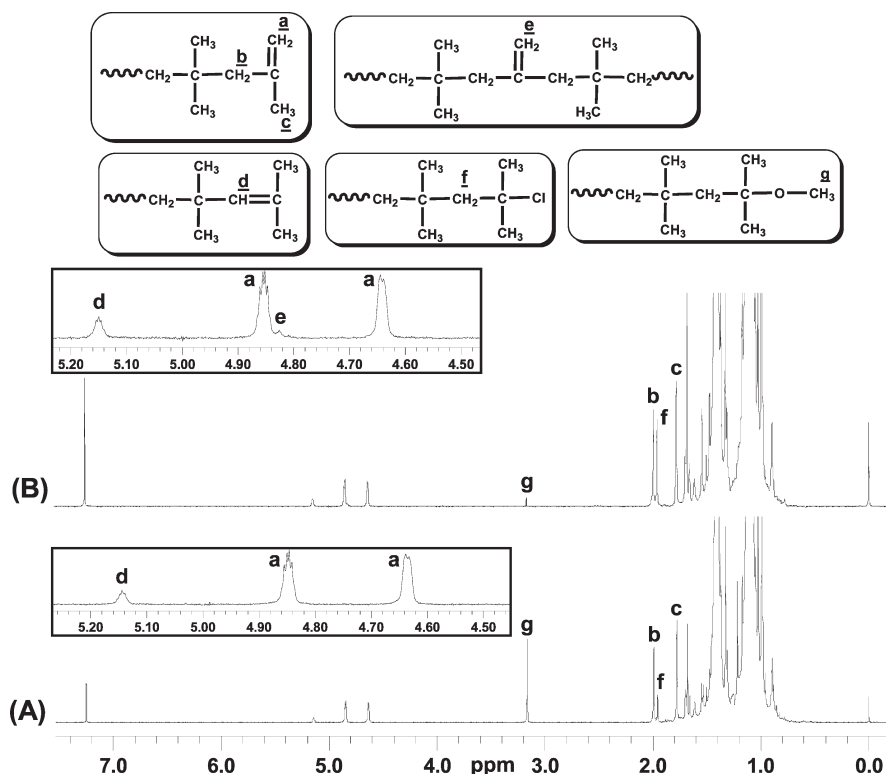 a
CH3 CH2
b
CH2 C CH2 C
CH3 CH3
c
e
CH3 CH2 CH3
CH2 C CH2 C CH2 C CH2
CH3 H3C
CH3 CH3
d
CH2 C CH C
CH3 CH3
CH3 CH3
f
CH2 C CH2 C Cl
CH3 CH3
CH3 CH3 g
CH2 C CH2 C O CH3
CH3 CH3
d a e a
5.20 5.10 5.00 4.90 4.80 4.70 4.60 4.50
(B)
g b f c
d a a
5.20 5.10 5.00 4.90 4.80 4.70 4.60 4.50
(A)
g b f c
7.0 6.0 5.0 4.0 ppm 3.0 2.0 1.0 0.0